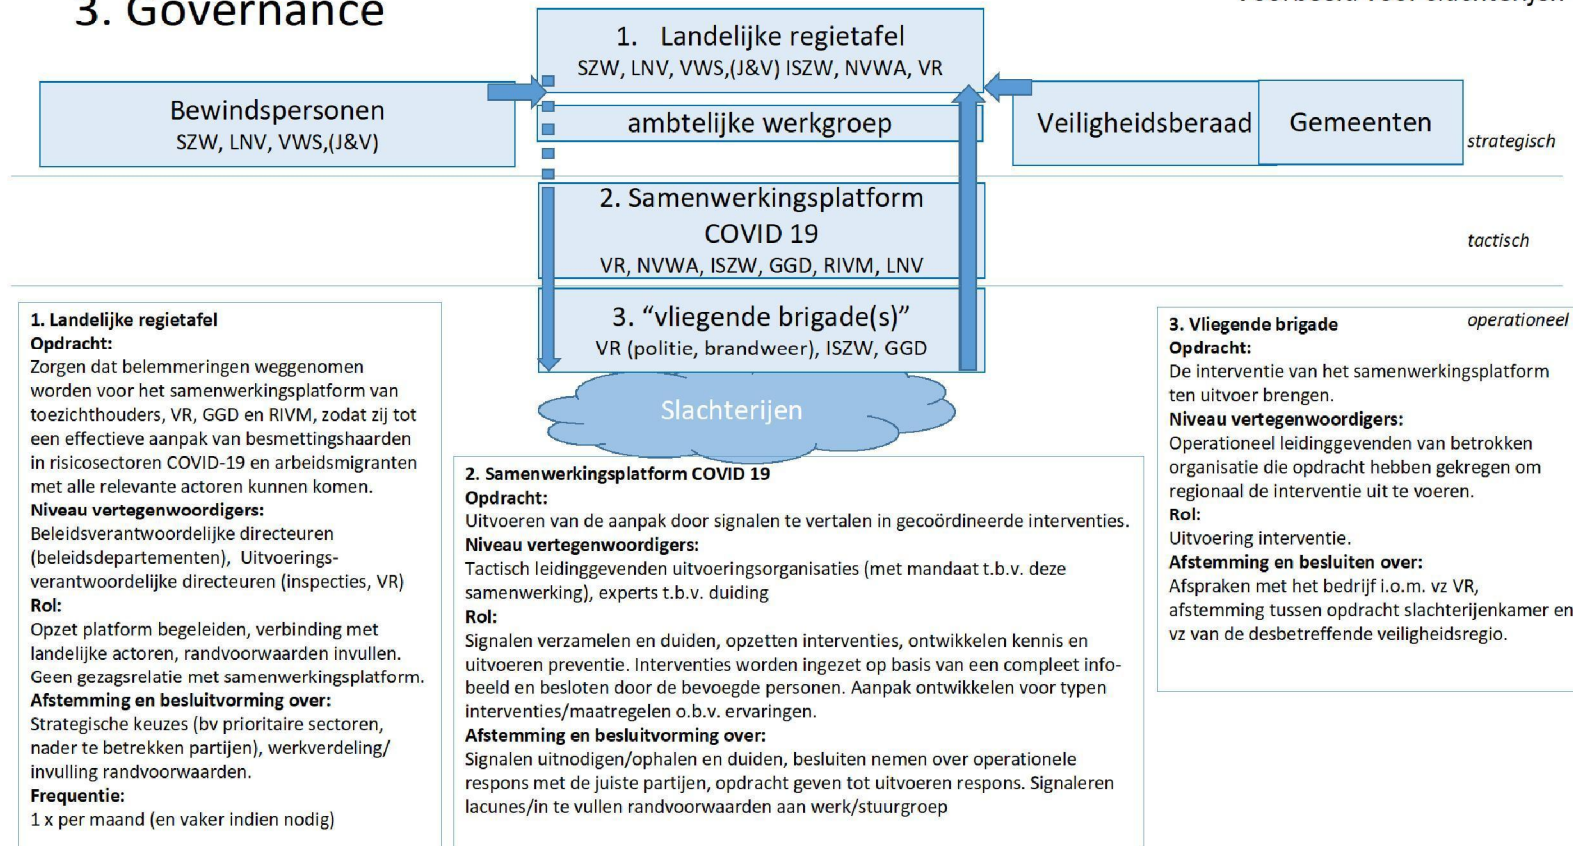 3. Governance
1. Landelijke regietafel
SZW, LNV, VWS,(J&V) ISZW, NVWA, VR
Bewindspersonen
SZW, LNV, VWS,(J&V)
ambtelijke werkgroep
Veiligheidsberaad
Gemeenten
strategisch
2. Samenwerkingsplatform
COVID 19
VR, NVWA, ISZW, GGD, RIVM, LNV
tactisch
3. “vliegende brigade(s)”
VR (politie, brandweer), ISZW, GGD
operationeel
Slachterijen
1. Landelijke regietafel
Opdracht:
Zorgen dat belemmeringen weggenomen
worden voor het samenwerkingsplatform van
toezichthouders, VR, GGD en RIVM, zodat zij tot
een effectieve aanpak van besmettingshaarden
in risicosectoren COVID-19 en arbeidsmigranten
met alle relevante actoren kunnen komen.
Niveau vertegenwoordigers:
Beleidsverantwoordelijke directeuren
(beleidsdepartementen), Uitvoerings-
verantwoordelijke directeuren (inspecties, VR)
Rol:
Opzet platform begeleiden, verbinding met
landelijke actoren, randvoorwaarden invullen.
Geen gezagsrelatie met samenwerkingsplatform.
Afstemming en besluitvorming over:
Strategische keuzes (bv prioritaire sectoren,
nader te betrekken partijen), werkverdeling/
invulling randvoorwaarden.
Frequentie:
1 x per maand (en vaker indien nodig)
2. Samenwerkingsplatform COVID 19
Opdracht:
Uitvoeren van de aanpak door signalen te vertalen in gecoördineerde interventies.
Niveau vertegenwoordigers:
Tactisch leidinggevenden uitvoeringsorganisaties (met mandaat t.b.v. deze
samenwerking), experts t.b.v. duiding
Rol:
Signalen verzamelen en duiden, opzetten interventies, ontwikkelen kennis en
uitvoeren preventie. Interventies worden ingezet op basis van een compleet info-
beeld en besloten door de bevoegde personen. Aanpak ontwikkelen voor typen
interventies/maatregelen o.b.v. ervaringen.
Afstemming en besluitvorming over:
Signalen uitnodigen/ophalen en duiden, besluiten nemen over operationele
respons met de juiste partijen, opdracht geven tot uitvoeren respons. Signaleren
lacunes/in te vullen randvoorwaarden aan werk/stuurgroep
3. Vliegende brigade
Opdracht:
De interventie van het samenwerkingsplatform
ten uitvoer brengen.
Niveau vertegenwoordigers:
Operationeel leidinggevenden van betrokken
organisatie die opdracht hebben gekregen om
regionaal de interventie uit te voeren.
Rol:
Uitvoering interventie.
Afstemming en besluiten over:
Afspraken met het bedrijf i.o.m. vz VR,
afstemming tussen opdracht slachterijenkamer en
vz van de desbetreffende veiligheidsregio.